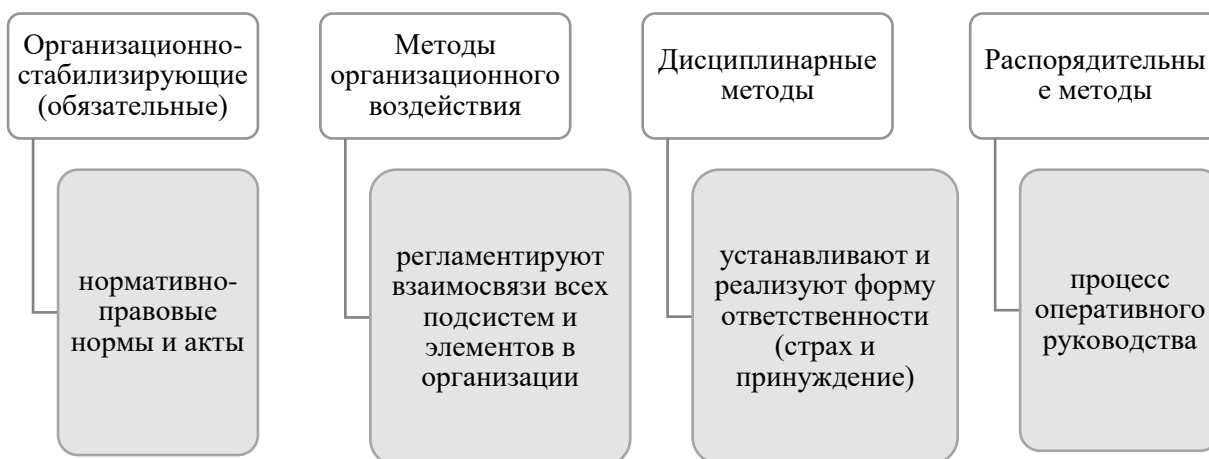 Организационно-
стабилизирующие
(обязательные)
нормативно-
правовые
нормы и акты
Методы
организационного
воздействия
регламентируют
взаимосвязи всех
подсистем и
элементов в
организации
Дисциплинарные
методы
устанавливают и
реализуют форму
ответственности
(страх и
принуждение)
Распорядительны
е методы
процесс
оперативного
руководства